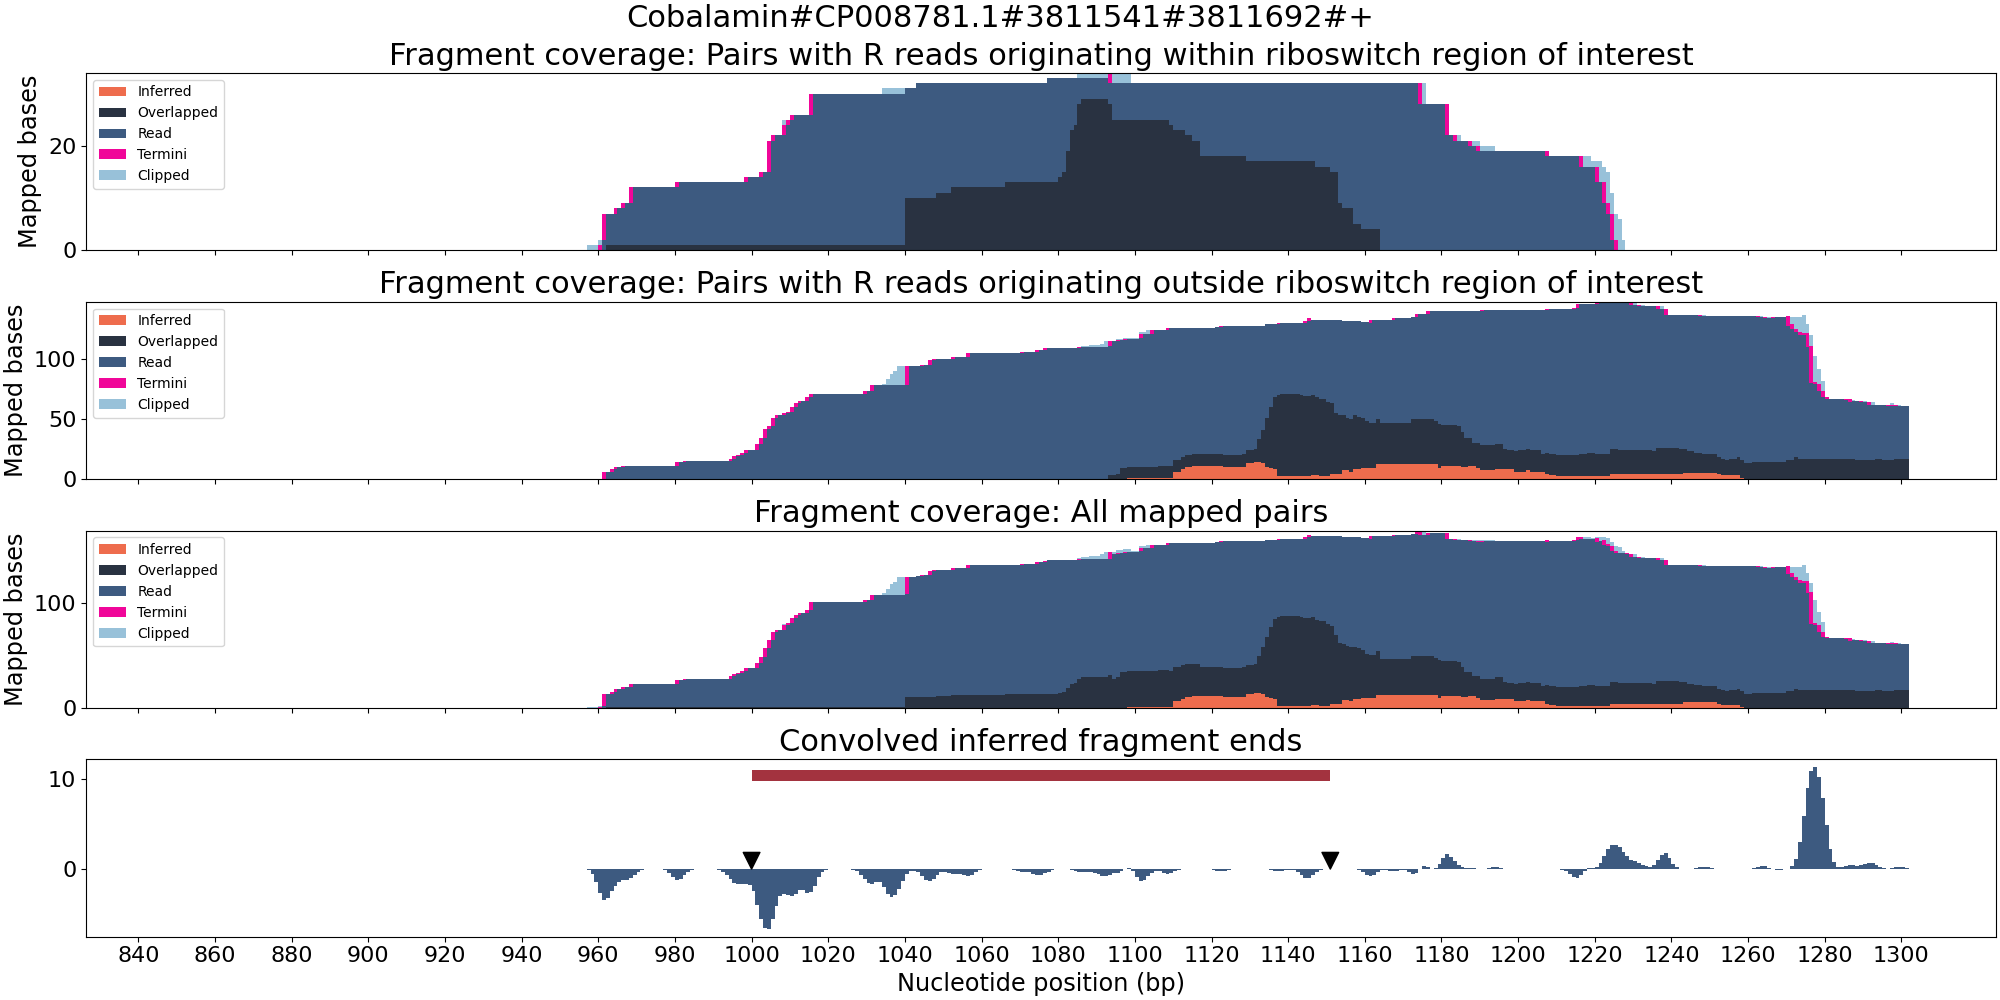 Cobalamin#CP008781.1#3811541#3811692#+
Fragment coverage: Pairs with R reads originating within riboswitch region of interest
Mapped bases
20
0
Inferred
Overlapped
Read
Termini
Clipped
Fragment coverage: Pairs with R reads originating outside riboswitch region of interest
Mapped bases
100
50
0
Inferred
Overlapped
Read
Termini
Clipped
Fragment coverage: All mapped pairs
Mapped bases
100
0
Inferred
Overlapped
Read
Termini
Clipped
Convolved inferred fragment ends
10
0
840 860 880 900 920 940 960 980 1000 1020 1040 1060 1080 1100 1120 1140 1160 1180 1200 1220 1240 1260 1280 1300
Nucleotide position (bp)